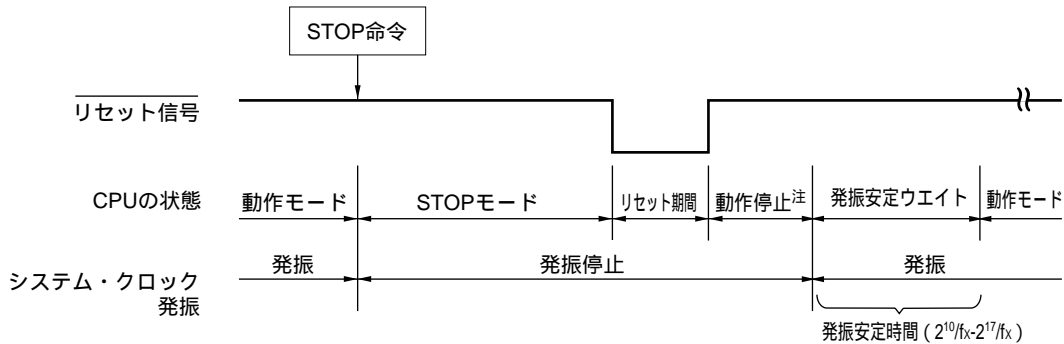 STOP命令
リセット信号
CPUの状態
動作モード
STOPモード
リセット期間
動作停止注
発振安定ウエイト
動作モード
システム・クロック
発振
発振
発振停止
発振
発振安定時間（2¹⁰/fx-2¹⁷/fx）